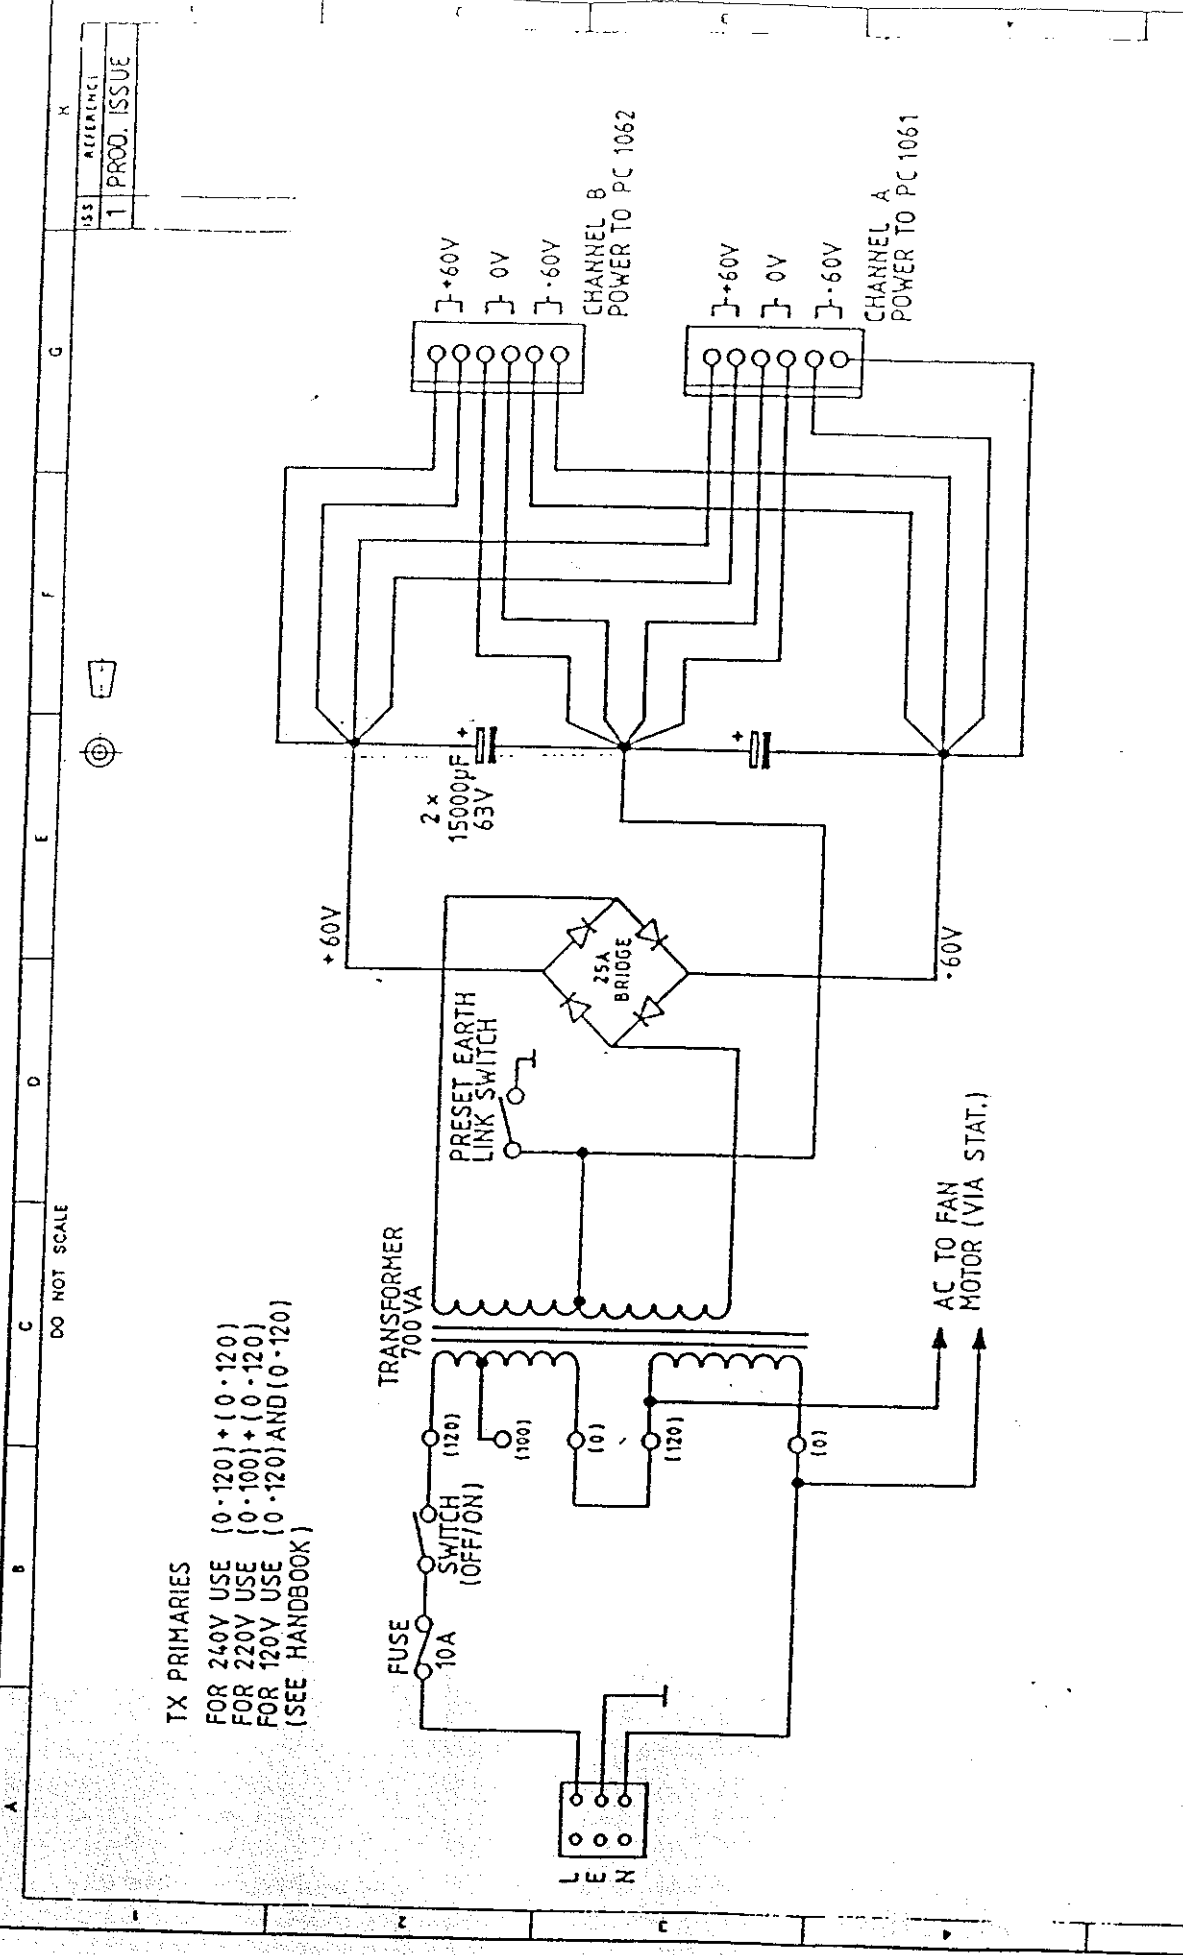 A
B
C
D
E
F
G
H
DO NOT SCALE
ISS
REFERENCE
1
PROD. ISSUE
TX PRIMARIES
FOR 240V USE (0-120)+(0-120)
FOR 220V USE (0-100)+(0-120)
FOR 120V USE (0-120)AND(0-120)
(SEE HANDBOOK)
L
E
N
FUSE
10A
SWITCH
(OFF/ON)
(120)
(100)
(0)
(120)
(0)
TRANSFORMER
700VA
PRESET EARTH
LINK SWITCH
25A
BRIDGE
+60V
-60V
2 x
15000µF
63V
+
+
+60V
0V
-60V
CHANNEL B
POWER TO PC 1062
+60V
0V
-60V
CHANNEL A
POWER TO PC 1061
AC TO FAN
MOTOR (VIA STAT.)
1
2
3
4